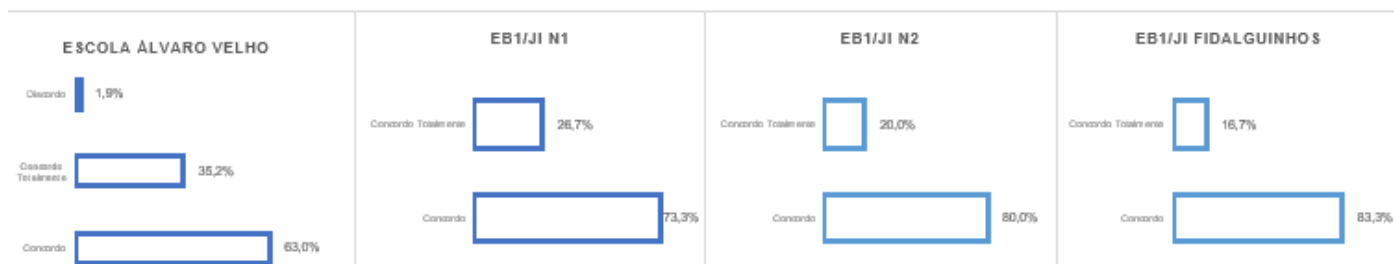 ESCOLA ÁLVARO VELHO
Discordo
1,9%
Concordo
Totalmente
35,2%
Concordo
63,0%
EB1/JI N1
Concordo Totalmente
26,7%
Concordo
73,3%
EB1/JI N2
Concordo Totalmente
20,0%
Concordo
80,0%
EB1/JI FIDALGUINHOS
Concordo Totalmente
16,7%
Concordo
83,3%